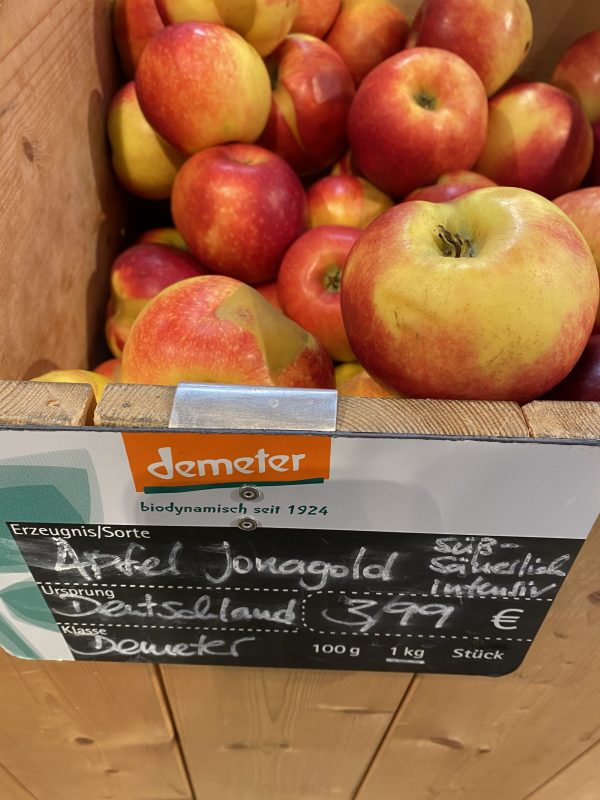 demeter
biodynamisch seit 1924
Erzeugnis/Sorte
Äpfel Jonagold
süß-
säuerlich
intensiv
Ursprung
Deutschland
3,99 €
Klasse
Demeter
100 g 1 kg Stück